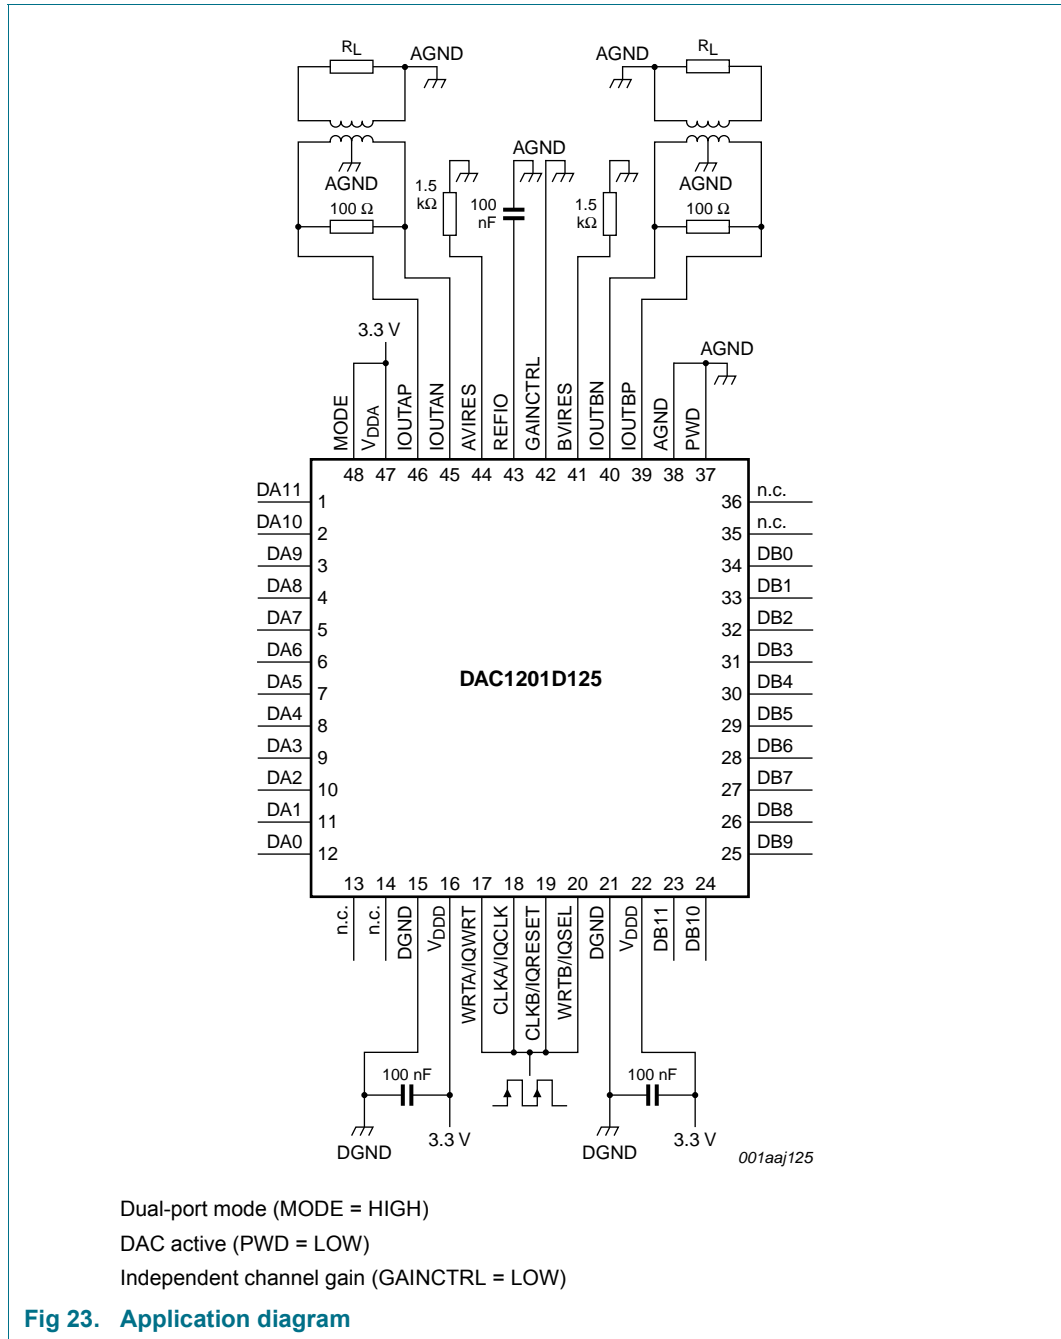 RL AGND AGND RL
AGND
AGND AGND
100 Ω 100 Ω
1.5 kΩ
100 nF
1.5 kΩ
3.3 V
AGND
MODE
VDDA
IOUTAP
IOUTAN
AVIRES
REFIO
GAINCTRL
BVIRES
IOUTBN
IOUTBP
AGND
PWD
48 47 46 45 44 43 42 41 40 39 38 37
DA11 1
DA10 2
DA9 3
DA8 4
DA7 5
DA6 6
DA5 7
DA4 8
DA3 9
DA2 10
DA1 11
DA0 12
DAC1201D125
36 n.c.
35 n.c.
34 DB0
33 DB1
32 DB2
31 DB3
30 DB4
29 DB5
28 DB6
27 DB7
26 DB8
25 DB9
13 14 15 16 17 18 19 20 21 22 23 24
n.c.
n.c.
DGND
VDDD
WRTA/IQWRT
CLKA/IQCLK
CLKB/IQRESET
WRTB/IQSEL
DGND
VDDD
DB11
DB10
100 nF 100 nF
DGND 3.3 V DGND 3.3 V
001aaj125
Dual-port mode (MODE = HIGH)
DAC active (PWD = LOW)
Independent channel gain (GAINCTRL = LOW)
Fig 23. Application diagram